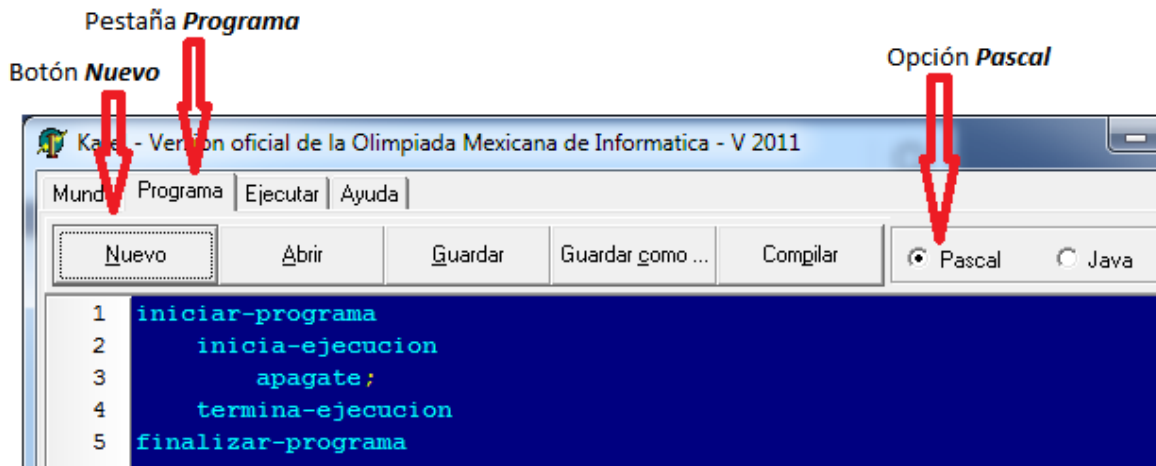 Pestaña Programa
Botón Nuevo
Opción Pascal
Karel - Versión oficial de la Olimpiada Mexicana de Informatica - V 2011
Mundo Programa Ejecutar Ayuda
Nuevo Abrir Guardar Guardar como ... Compilar Pascal Java
1 iniciar-programa
2 inicia-ejecucion
3 apagate;
4 termina-ejecucion
5 finalizar-programa